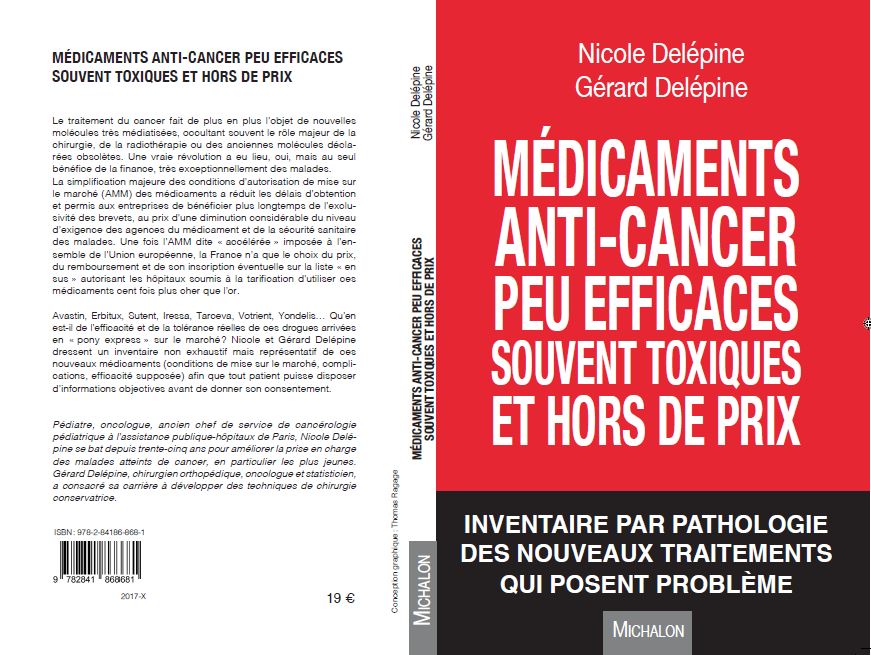 MÉDICAMENTS ANTI-CANCER PEU EFFICACES
SOUVENT TOXIQUES ET HORS DE PRIX
Le traitement du cancer fait de plus en plus l'objet de nouvelles
molécules très médiatisées, occultant souvent le rôle majeur de la
chirurgie, de la radiothérapie ou des anciennes molécules décla-
rées obsolètes. Une vraie révolution a eu lieu, oui, mais au seul
bénéfice de la finance, très exceptionnellement des malades.
La simplification majeure des conditions d'autorisation de mise sur
le marché (AMM) des médicaments a réduit les délais d'obtention
et permis aux entreprises de bénéficier plus longtemps de l'exclu-
sivité des brevets, au prix d'une diminution considérable du niveau
d'exigence des agences du médicament et de la sécurité sanitaire
des malades. Une fois l'AMM dite « accélérée » imposée à l'en-
semble de l'Union européenne, la France n'a que le choix du prix,
du remboursement et de son inscription éventuelle sur la liste « en
sus » autorisant les hôpitaux soumis à la tarification d'utiliser ces
médicaments cent fois plus cher que l'or.
Avastin, Erbitux, Sutent, Iressa, Tarceva, Votrient, Yondelis... Qu'en
est-il de l'efficacité et de la tolérance réelles de ces drogues arrivées
en « pony express » sur le marché ? Nicole et Gérard Delépine
dressent un inventaire non exhaustif mais représentatif de ces
nouveaux médicaments (conditions de mise sur le marché, compli-
cations, efficacité supposée) afin que tout patient puisse disposer
d'informations objectives avant de donner son consentement.
Pédiatre, oncologue, ancien chef de service de cancérologie
pédiatrique à l'assistance publique-hôpitaux de Paris, Nicole Delé-
pine se bat depuis trente-cinq ans pour améliorer la prise en charge
des malades atteints de cancer, en particulier les plus jeunes.
Gérard Delépine, chirurgien orthopédique, oncologue et statisticien,
a consacré sa carrière à développer des techniques de chirurgie
conservatrice.
ISBN : 978-2-84186-868-1
9 782841 868681
2017-X
19 €
Conception graphique : Thomas Ragage
Nicole Delépine
Gérard Delépine
MÉDICAMENTS ANTI-CANCER PEU EFFICACES
SOUVENT TOXIQUES ET HORS DE PRIX
MICHALON
Nicole Delépine
Gérard Delépine
MÉDICAMENTS
ANTI-CANCER
PEU EFFICACES
SOUVENT TOXIQUES
ET HORS DE PRIX
INVENTAIRE PAR PATHOLOGIE
DES NOUVEAUX TRAITEMENTS
QUI POSENT PROBLÈME
MICHALON